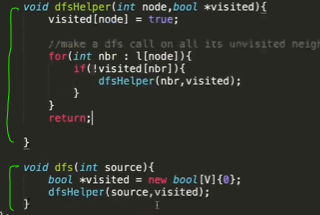 void dfsHelper(int node,bool *visited){
visited[node] = true;
//make a dfs call on all its unvisited neigh
for(int nbr : l[node]){
if(!visited[nbr]){
dfsHelper(nbr,visited);
}
}
return;
}
void dfs(int source){
bool *visited = new bool[V]{0};
dfsHelper(source,visited);
}